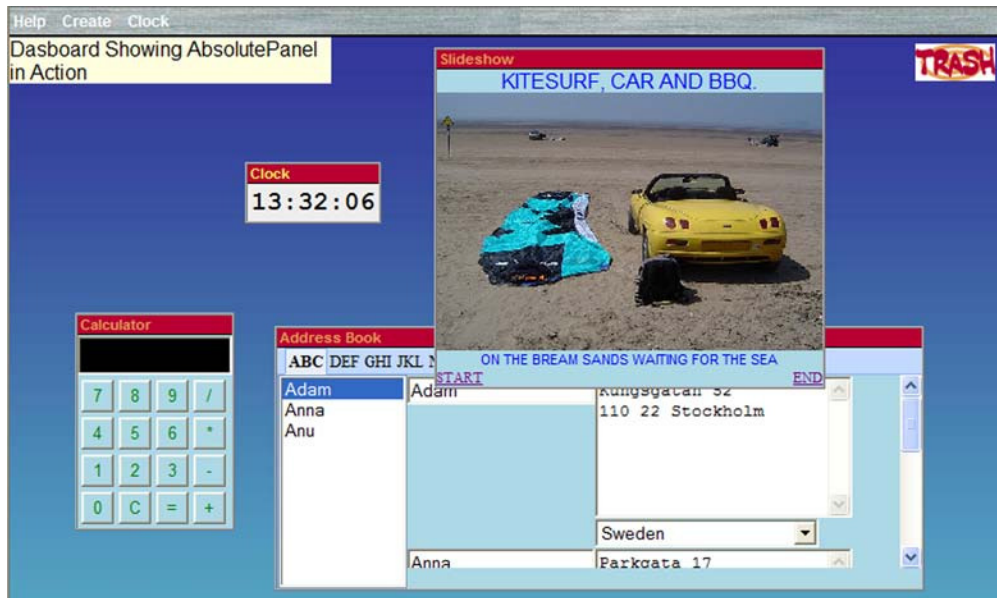 Help Create Clock
Dasboard Showing AbsolutePanel
in Action
TRASH
Slideshow
KITESURF, CAR AND BBQ.
ON THE BREAM SANDS WAITING FOR THE SEA
START END
Clock
13:32:06
Calculator
7 8 9 /
4 5 6 *
1 2 3 -
0 C = +
Address Book
ABC DEF GHI JKL
Adam
Anna
Anu
Adam
Kungsgatan 52
110 22 Stockholm
Sweden
Anna
Parkgata 17